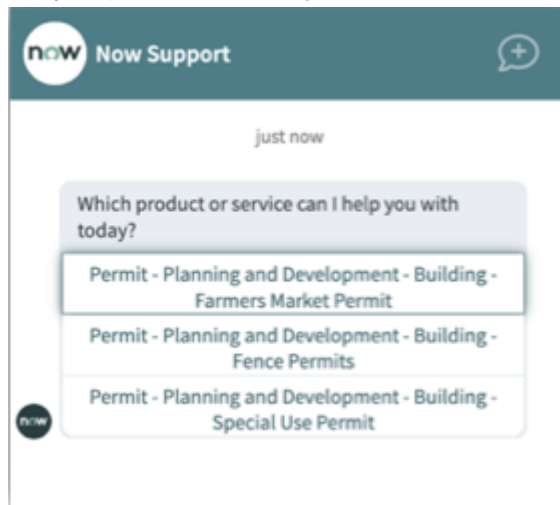 now Now Support
just now
Which product or service can I help you with
today?
Permit - Planning and Development - Building -
Farmers Market Permit
Permit - Planning and Development - Building -
Fence Permits
Permit - Planning and Development - Building -
Special Use Permit
now